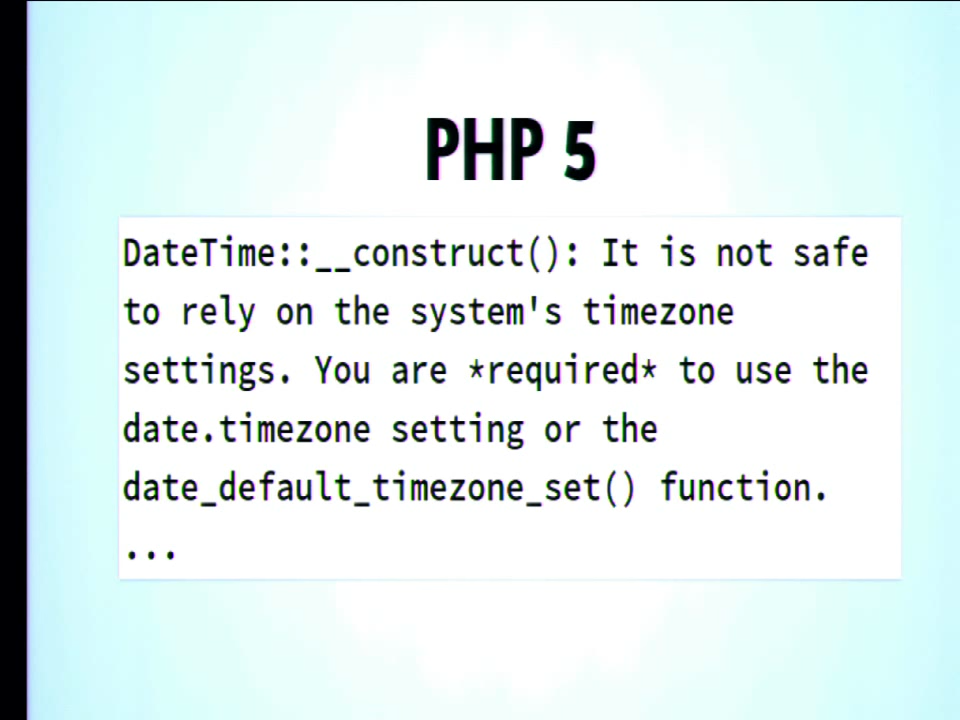 PHP 5
DateTime::__construct(): It is not safe
to rely on the system's timezone
settings. You are *required* to use the
date.timezone setting or the
date_default_timezone_set() function.
...